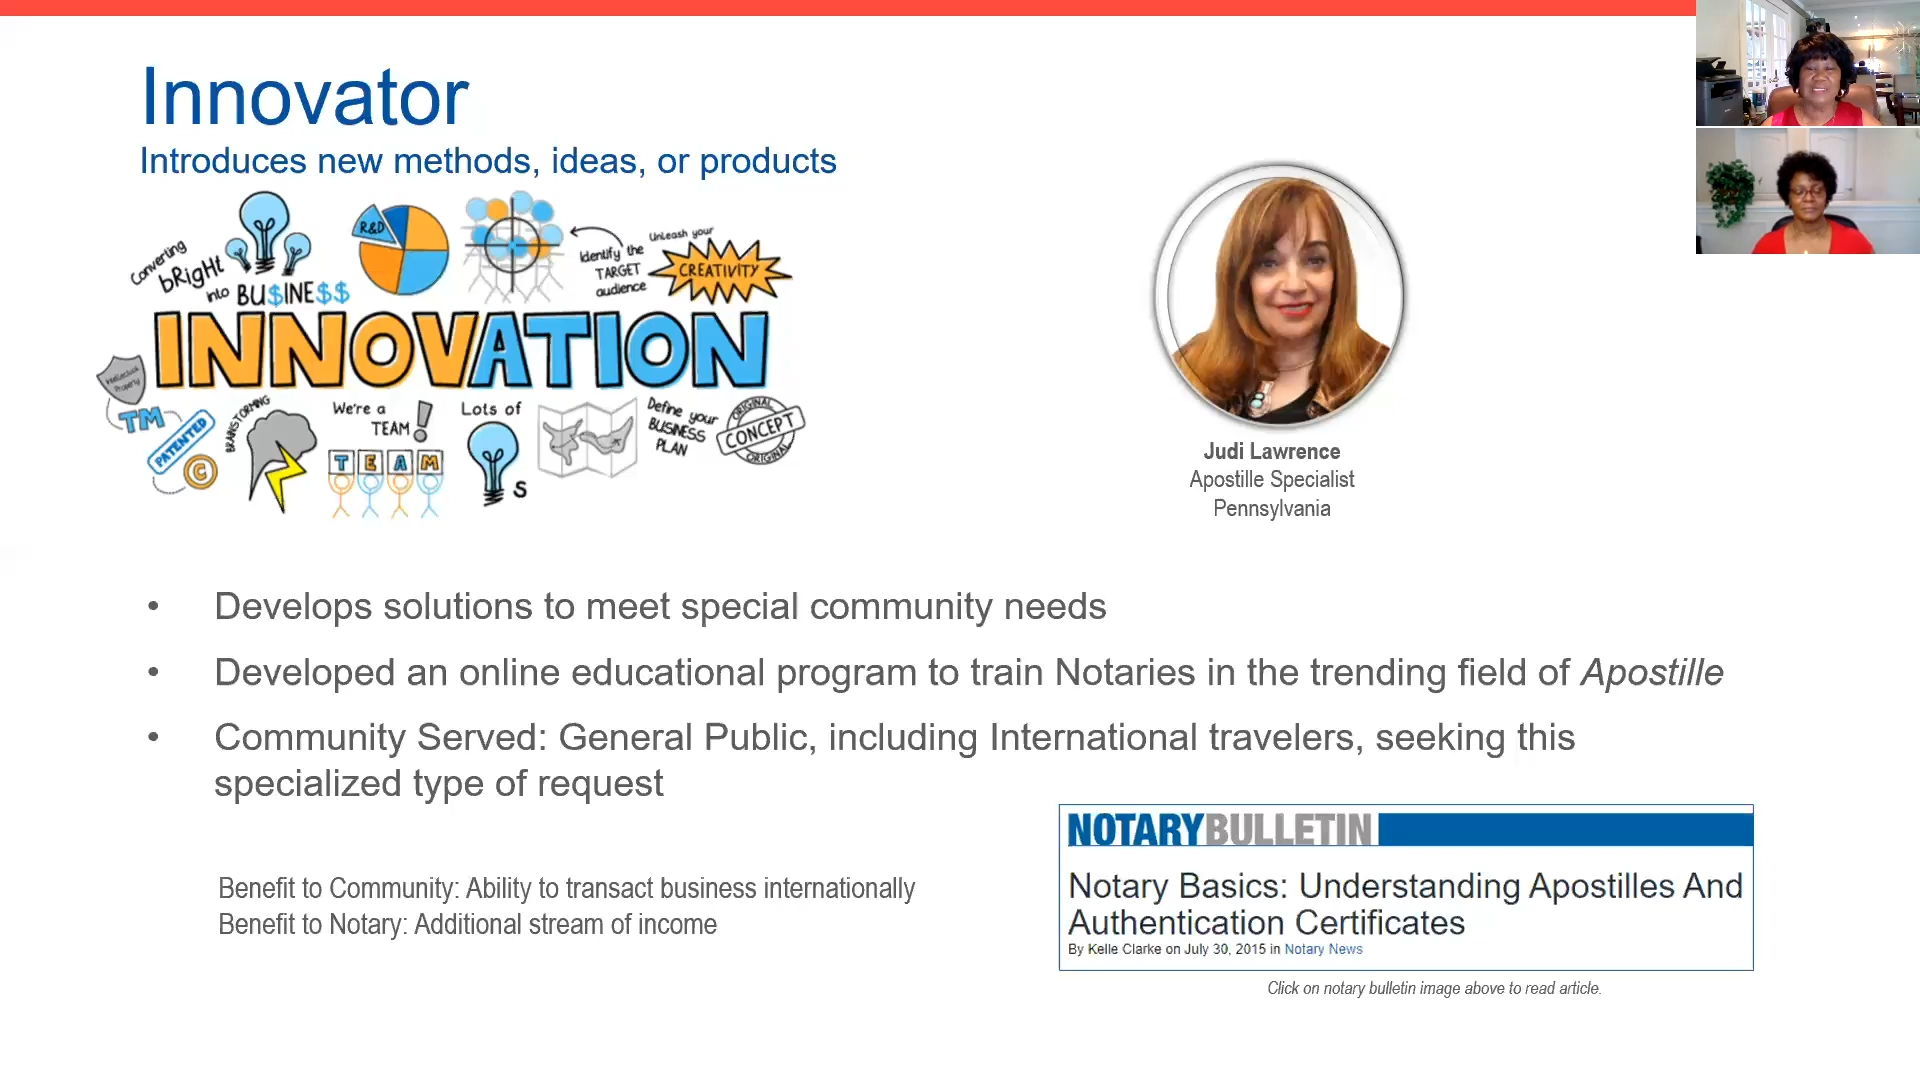 Innovator
Introduces new methods, ideas, or products
Converting
bRigHt
into BU$INE$$
R&D
Identify the
TARGET
audience
Unleash your
CREATIVITY
INNOVATION
Intellectual
Property
TM
PATENTED
©
BRAINSTORMING
We're a
TEAM!
TEAM
Lots of
S
Define your
BUSINESS
PLAN
ORIGINAL
CONCEPT
ORIGINAL
Judi Lawrence
Apostille Specialist
Pennsylvania
• Develops solutions to meet special community needs
• Developed an online educational program to train Notaries in the trending field of Apostille
• Community Served: General Public, including International travelers, seeking this
specialized type of request
Benefit to Community: Ability to transact business internationally
Benefit to Notary: Additional stream of income
NOTARYBULLETIN
Notary Basics: Understanding Apostilles And
Authentication Certificates
By Kelle Clarke on July 30, 2015 in Notary News
Click on notary bulletin image above to read article.